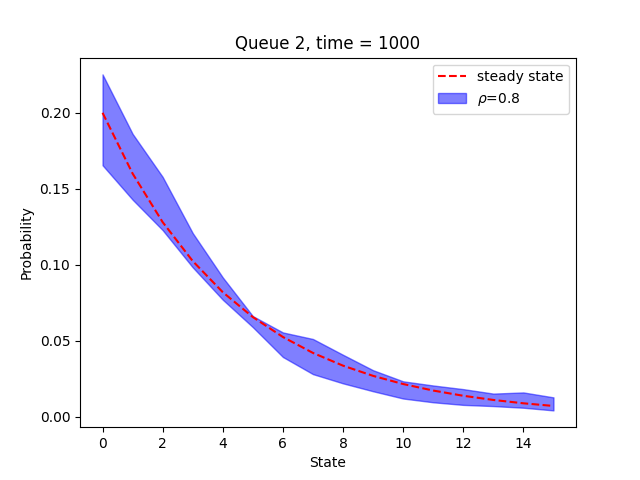 Queue 2, time = 1000
steady state
ρ=0.8
Probability
0.20
0.15
0.10
0.05
0.00
0 2 4 6 8 10 12 14
State